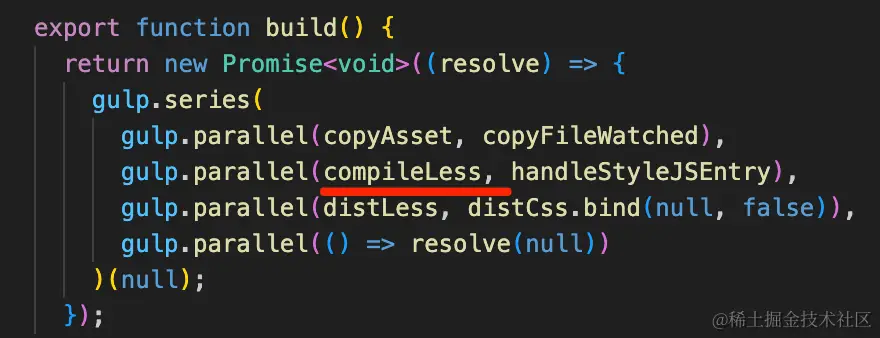 export function build() {
return new Promise<void>((resolve) => {
gulp.series(
gulp.parallel(copyAsset, copyFileWatched),
gulp.parallel(compileLess, handleStyleJSEntry),
gulp.parallel(distLess, distCss.bind(null, false)),
gulp.parallel(() => resolve(null))
)(null);
});
@稀土掘金技术社区